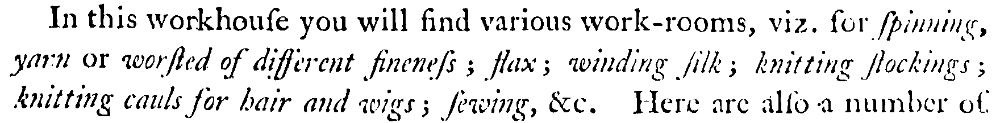 In this workhouſe you will find various work-rooms, viz. for ſpinning,
yarn or worſted of different fineneſs; flax; winding ſilk; knitting ſtockings;
knitting cauls for hair and wigs; ſewing, &c. Here are alſo a number of